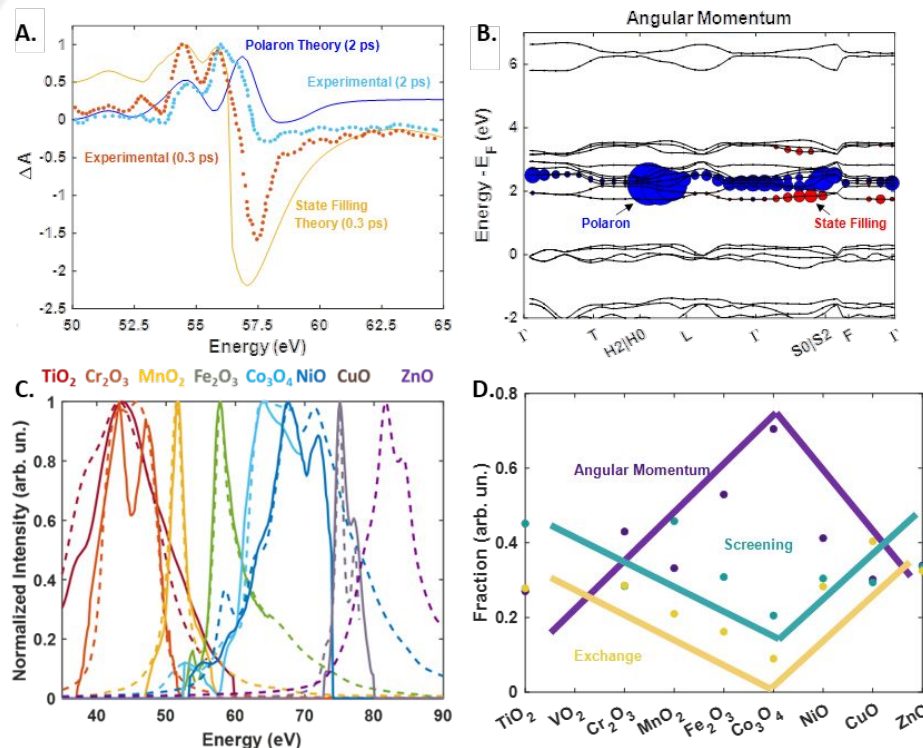 A.
1
0.5
0
-0.5
-1
-1.5
-2
-2.5
ΔA
Polaron Theory (2 ps)
Experimental (2 ps)
Experimental (0.3 ps)
State Filling
Theory (0.3 ps)
50 52.5 55 57.5 60 62.5 65
Energy (eV)
B.
Angular Momentum
6
4
2
0
-2
Energy - E_F (eV)
Polaron
State Filling
Γ T H2|H0 L Γ S0|S2 F Γ
C.
TiO₂ Cr₂O₃ MnO₂ Fe₂O₃ Co₃O₄ NiO CuO ZnO
1
0.8
0.6
0.4
0.2
0
Normalized Intensity (arb. un.)
40 50 60 70 80 90
Energy (eV)
D.
0.8
0.6
0.4
0.2
0
Fraction (arb. un.)
Angular Momentum
Screening
Exchange
TiO₂ VO₂ Cr₂O₃ MnO₂ Fe₂O₃ Co₃O₄ NiO CuO ZnO